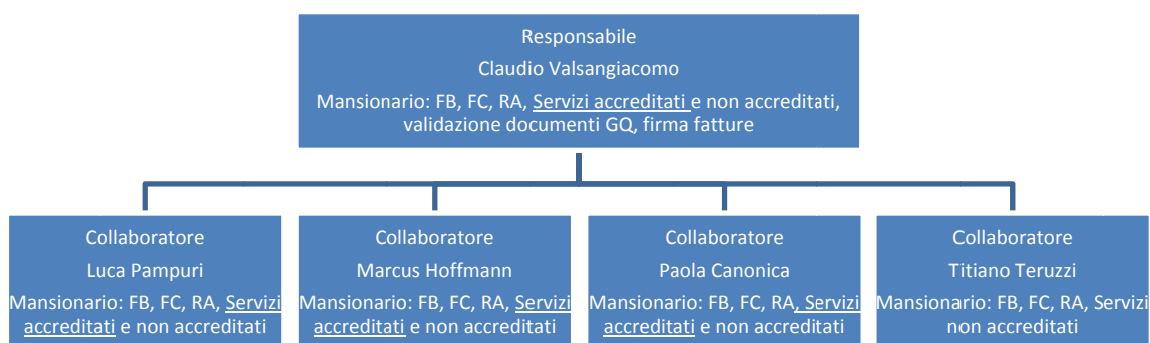 Responsabile
Claudio Valsangiacomo
Mansionario: FB, FC, RA, Servizi accreditati e non accreditati,
validazione documenti GQ, firma fatture
Collaboratore
Luca Pampuri
Mansionario: FB, FC, RA, Servizi
accreditati e non accreditati
Collaboratore
Marcus Hoffmann
Mansionario: FB, FC, RA, Servizi
accreditati e non accreditati
Collaboratore
Paola Canonica
Mansionario: FB, FC, RA, Servizi
accreditati e non accreditati
Collaboratore
Titiano Teruzzi
Mansionario: FB, FC, RA, Servizi
non accreditati